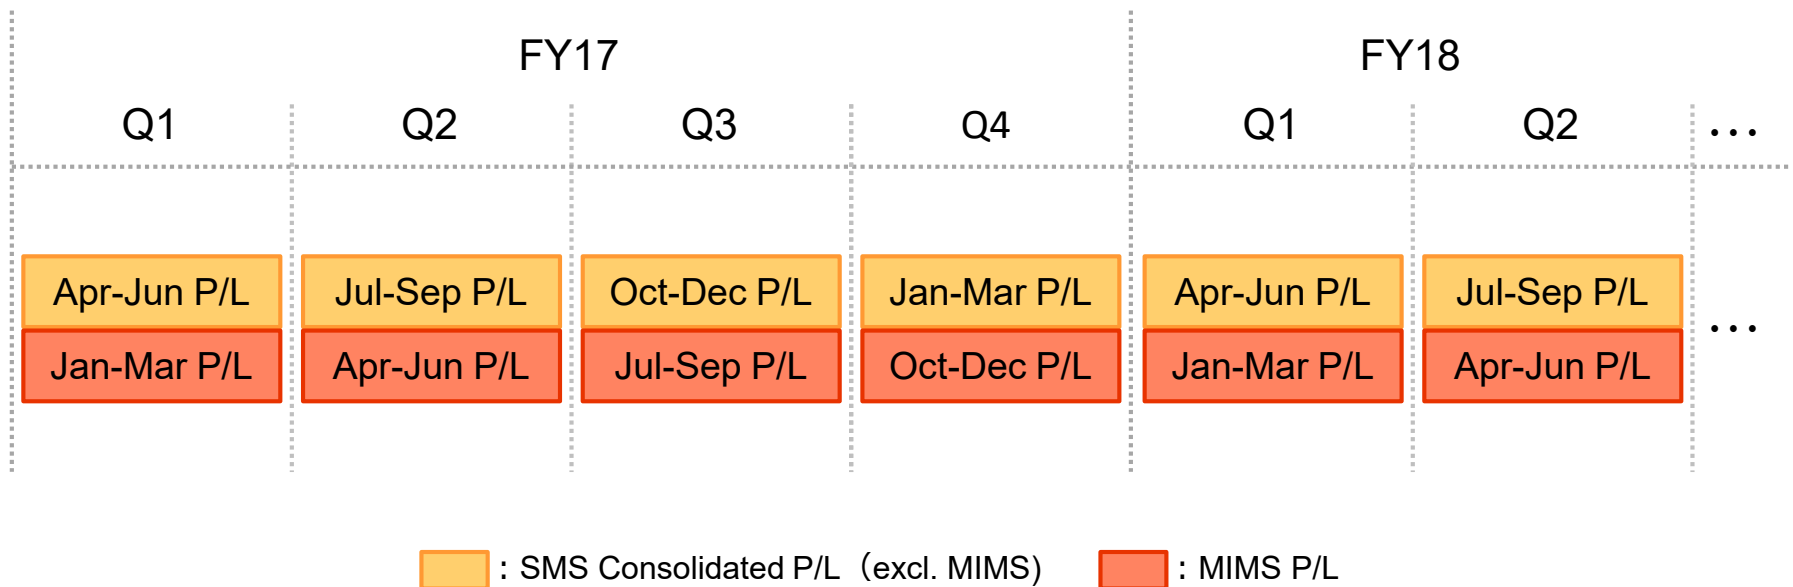 FY17 FY18
Q1 Q2 Q3 Q4 Q1 Q2 …
Apr-Jun P/L Jul-Sep P/L Oct-Dec P/L Jan-Mar P/L Apr-Jun P/L Jul-Sep P/L
…
Jan-Mar P/L Apr-Jun P/L Jul-Sep P/L Oct-Dec P/L Jan-Mar P/L Apr-Jun P/L
: SMS Consolidated P/L（excl. MIMS) : MIMS P/L